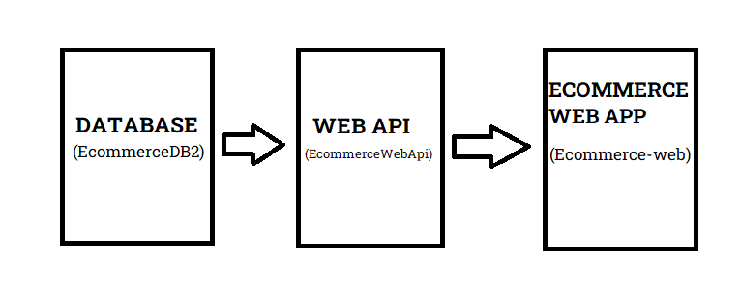 DATABASE
(EcommerceDB2)
WEB API
(EcommerceWebApi)
ECOMMERCE
WEB APP
(Ecommerce-web)